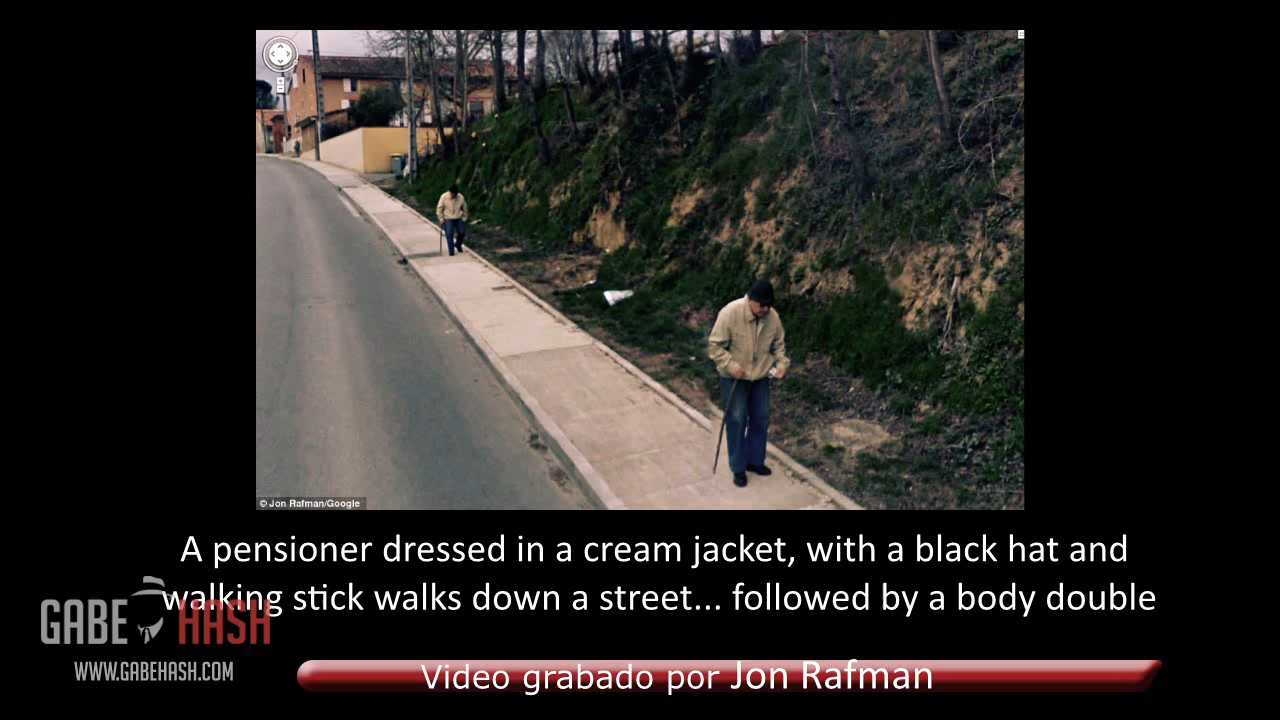 © Jon Rafman/Google
A pensioner dressed in a cream jacket, with a black hat and
walking stick walks down a street... followed by a body double
GABE HASH
WWW.GABEHASH.COM
Video grabado por Jon Rafman